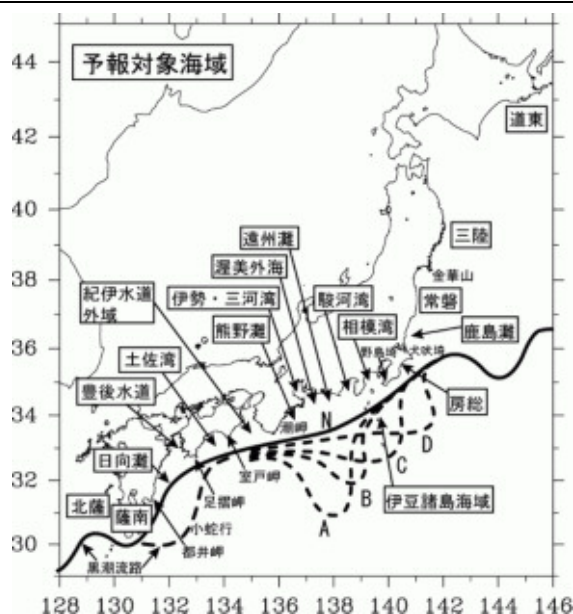 予報対象海域
道東
三陸
金華山
常磐
鹿島灘
犬吠埼
野島埼
房総
遠州灘
渥美外海
伊勢・三河湾
駿河湾
相模湾
紀伊水道
外域
熊野灘
土佐湾
豊後水道
日向灘
潮岬
室戸岬
足摺岬
都井岬
小蛇行
北薩
薩南
黒潮流路
伊豆諸島海域
N
A
B
C
D
44
42
40
38
36
34
32
30
128 130 132 134 136 138 140 142 144 146